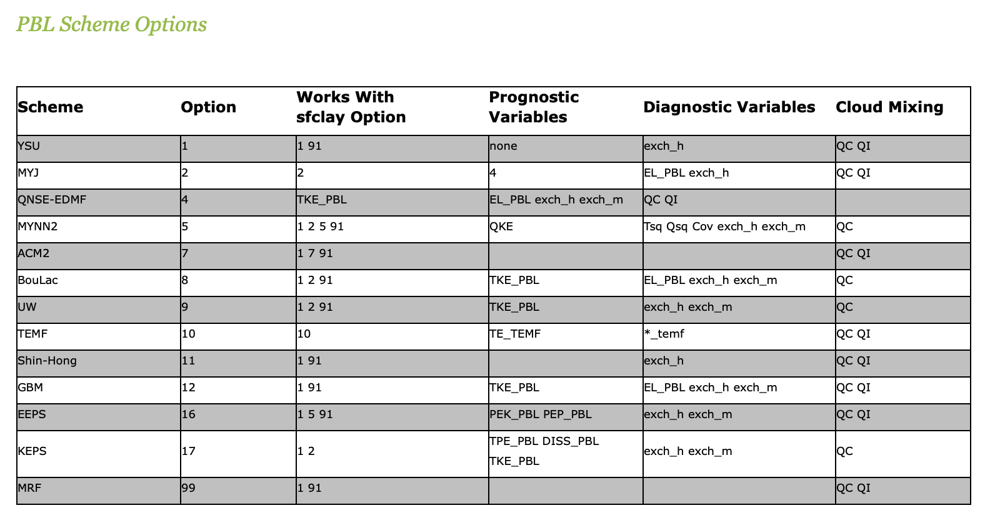 PBL Scheme Options
Scheme Option Works With sfclay Option Prognostic Variables Diagnostic Variables Cloud Mixing
YSU 1 1 91 none exch_h QC QI
MYJ 2 2 4 EL_PBL exch_h QC QI
QNSE-EDMF 4 TKE_PBL EL_PBL exch_h exch_m QC QI
MYNN2 5 1 2 5 91 QKE Tsq Qsq Cov exch_h exch_m QC
ACM2 7 1 7 91 QC QI
BouLac 8 1 2 91 TKE_PBL EL_PBL exch_h exch_m QC
UW 9 1 2 91 TKE_PBL exch_h exch_m QC
TEMF 10 10 TE_TEMF *_temf QC QI
Shin-Hong 11 1 91 exch_h QC QI
GBM 12 1 91 TKE_PBL EL_PBL exch_h exch_m QC QI
EEPS 16 1 5 91 PEK_PBL PEP_PBL exch_h exch_m QC QI
KEPS 17 1 2 TPE_PBL DISS_PBL TKE_PBL exch_h exch_m QC
MRF 99 1 91 QC QI